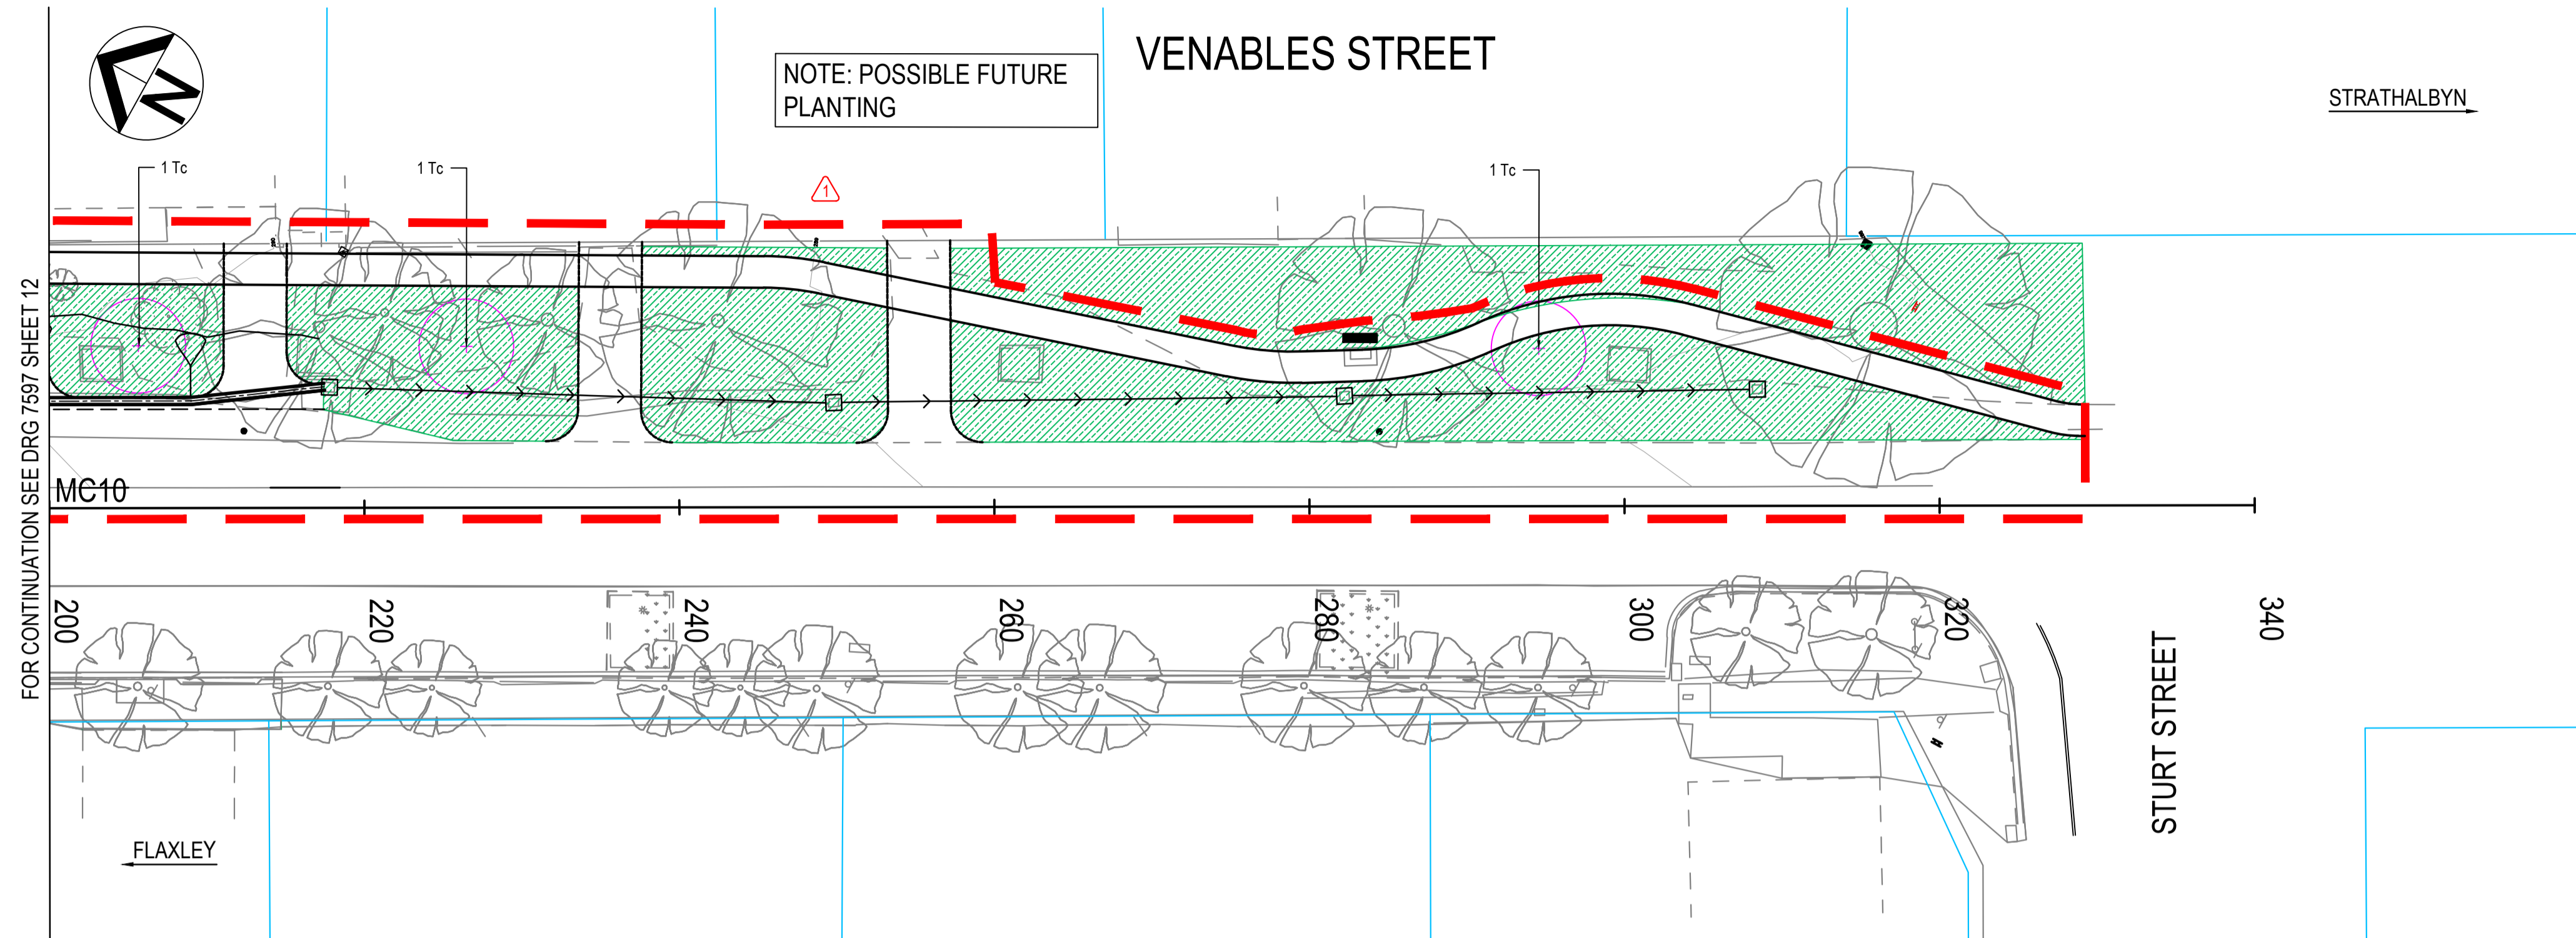 VENABLES STREET
NOTE: POSSIBLE FUTURE
PLANTING
STRATHALBYN
N
1 Tc
1 Tc
1 Tc
1
FOR CONTINUATION SEE DRG 7597 SHEET 12
MC10
200
220
240
260
280
300
320
340
STURT STREET
FLAXLEY